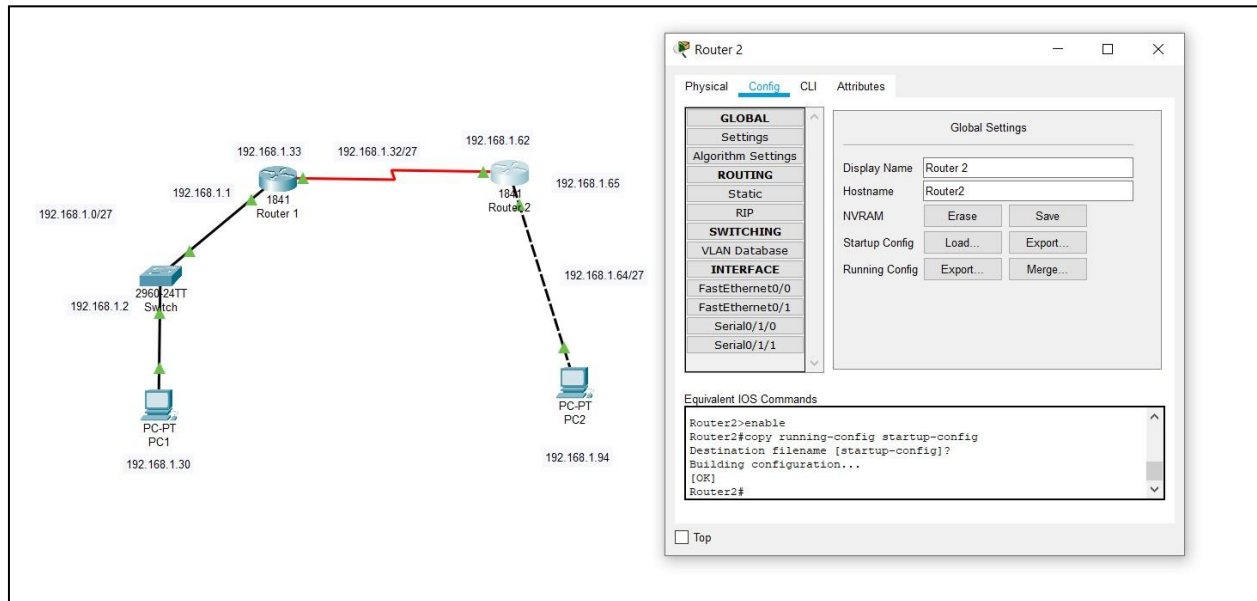 192.168.1.62
192.168.1.33
192.168.1.32/27
192.168.1.1
1841
Router 1
1841
Router 2
192.168.1.65
192.168.1.0/27
192.168.1.64/27
2960-24TT
Switch
192.168.1.2
PC-PT
PC1
192.168.1.30
PC-PT
PC2
192.168.1.94
Router 2
Physical Config CLI Attributes
GLOBAL
Settings
Algorithm Settings
ROUTING
Static
RIP
SWITCHING
VLAN Database
INTERFACE
FastEthernet0/0
FastEthernet0/1
Serial0/1/0
Serial0/1/1
Global Settings
Display Name Router 2
Hostname Router2
NVRAM Erase Save
Startup Config Load... Export...
Running Config Export... Merge...
Equivalent IOS Commands
Router2>enable
Router2#copy running-config startup-config
Destination filename [startup-config]?
Building configuration...
[OK]
Router2#
Top